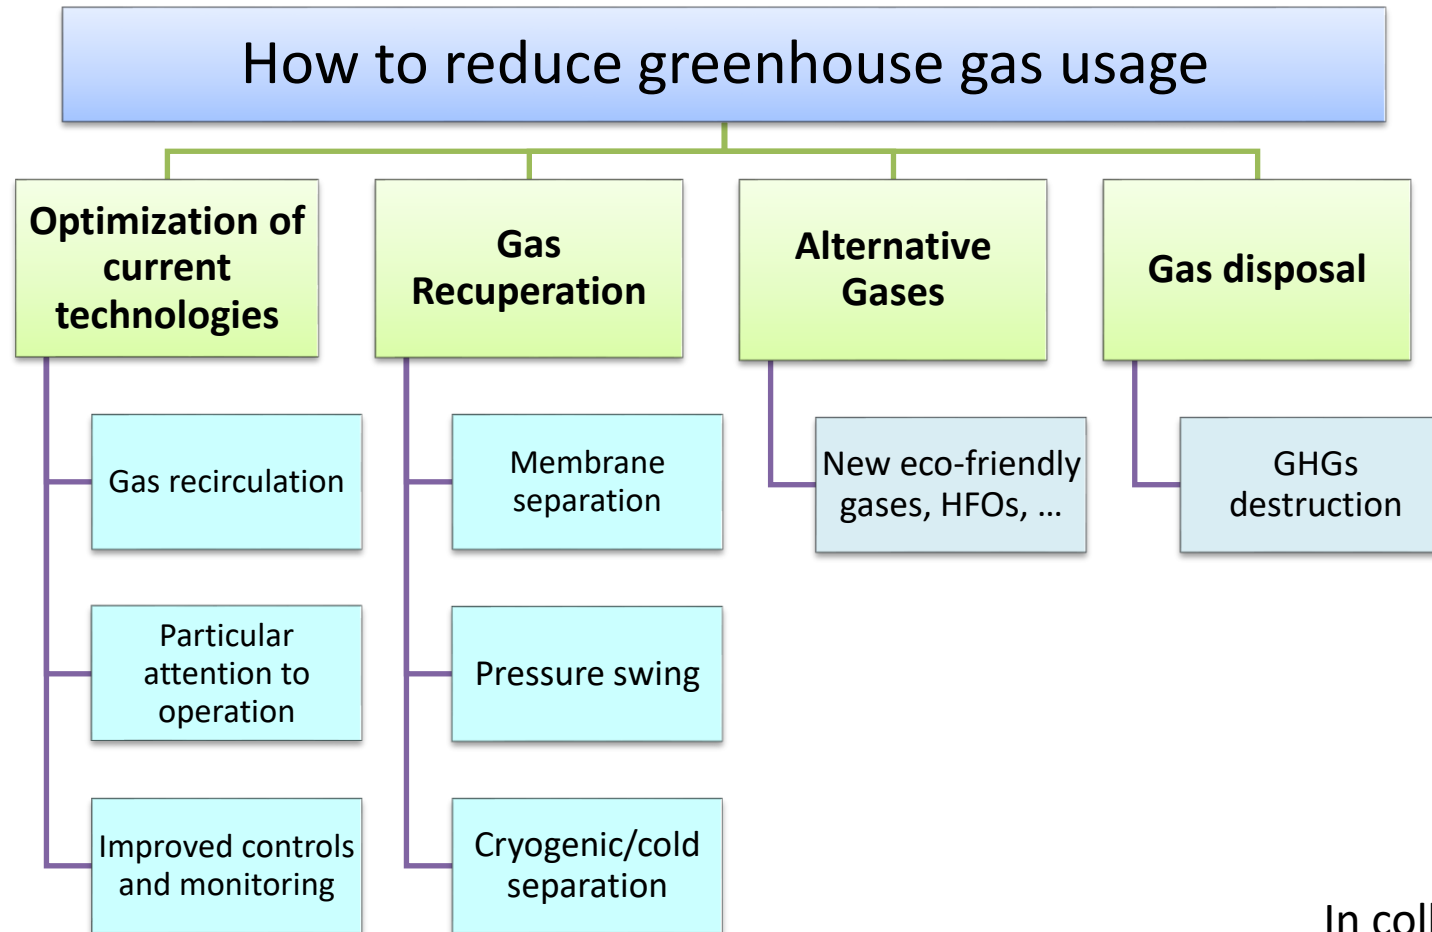 How to reduce greenhouse gas usage
Optimization of
current
technologies
Gas
Recuperation
Alternative
Gases
Gas disposal
Gas recirculation
Membrane
separation
New eco-friendly
gases, HFOs, …
GHGs
destruction
Particular
attention to
operation
Pressure swing
Improved controls
and monitoring
Cryogenic/cold
separation
In